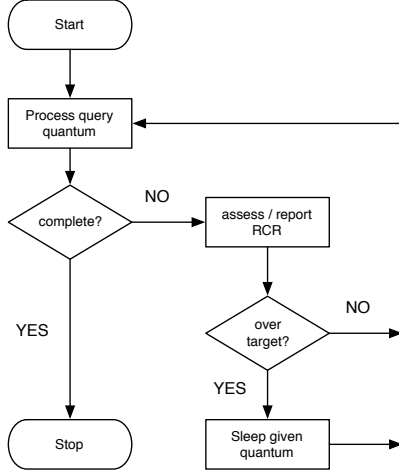 Start
Process query
quantum
complete?
NO
assess / report
RCR
over
target?
NO
YES
YES
Stop
Sleep given
quantum